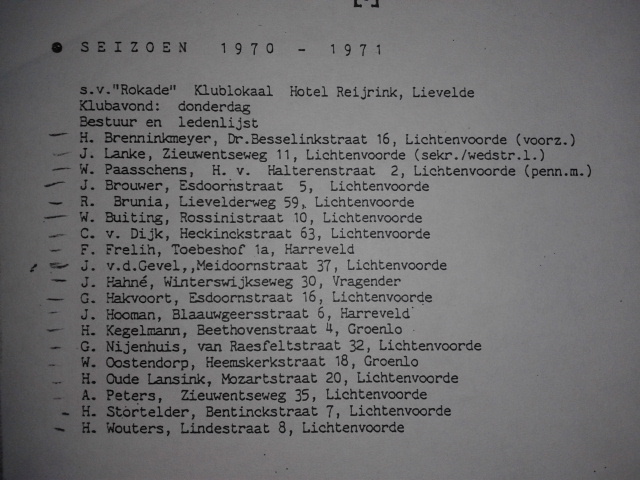 SEIZOEN 1970 - 1971
s.v."Rokade" Klublokaal Hotel Reijrink, Lievelde
Klubavond: donderdag
Bestuur en ledenlijst
H. Brenninkmeyer, Dr.Besselinkstraat 16, Lichtenvoorde (voorz.)
J. Lanke, Zieuwentseweg 11, Lichtenvoorde (sekr./wedstr.l.)
W. Paasschens, H. v. Halterenstraat 2, Lichtenvoorde (penn.m.)
J. Brouwer, Esdoornstraat 5, Lichtenvoorde
R. Brunia, Lievelderweg 59, Lichtenvoorde
W. Buiting, Rossinistraat 10, Lichtenvoorde
C. v. Dijk, Heckinckstraat 63, Lichtenvoorde
F. Frelih, Toebeshof 1a, Harreveld
J. v.d.Gevel,,Meidoornstraat 37, Lichtenvoorde
J. Hahné, Winterswijkseweg 30, Vragender
G. Hakvoort, Esdoornstraat 16, Lichtenvoorde
J. Hooman, Blaauwgeersstraat 6, Harreveld
H. Kegelmann, Beethovenstraat 4, Groenlo
G. Nijenhuis, van Raesfeltstraat 32, Lichtenvoorde
W. Oostendorp, Heemskerkstraat 18, Groenlo
H. Oude Lansink, Mozartstraat 20, Lichtenvoorde
A. Peters, Zieuwentseweg 35, Lichtenvoorde
H. Stortelder, Bentinckstraat 7, Lichtenvoorde
H. Wouters, Lindestraat 8, Lichtenvoorde